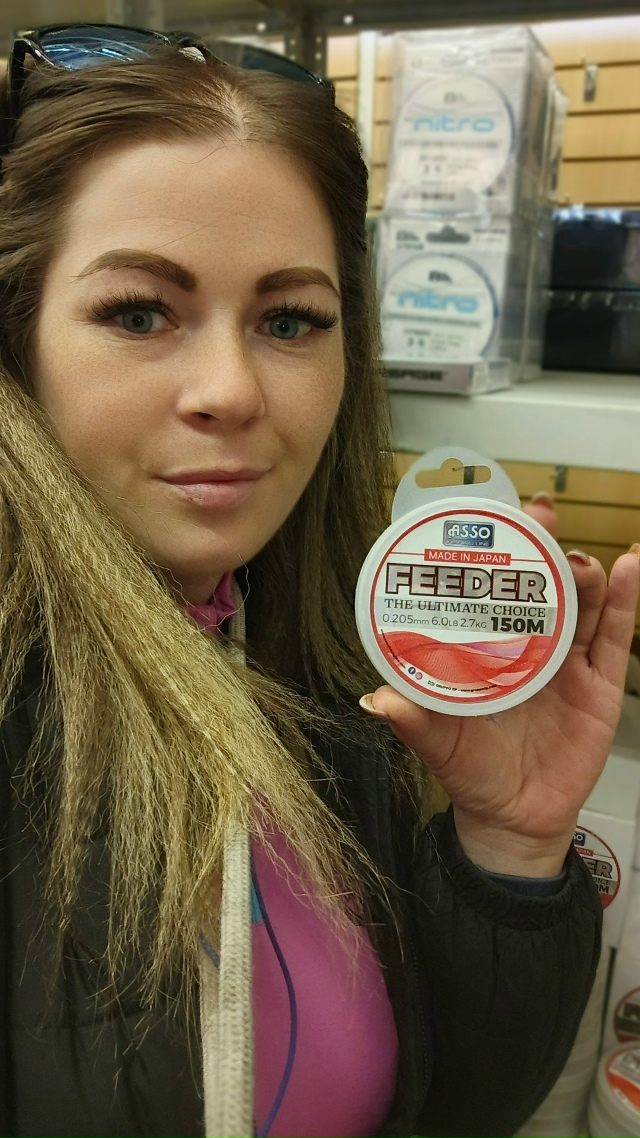 nitro
nitro
ASSO
MADE IN JAPAN
FEEDER
THE ULTIMATE CHOICE
0.205mm 6.0LB 2.7KG 150M